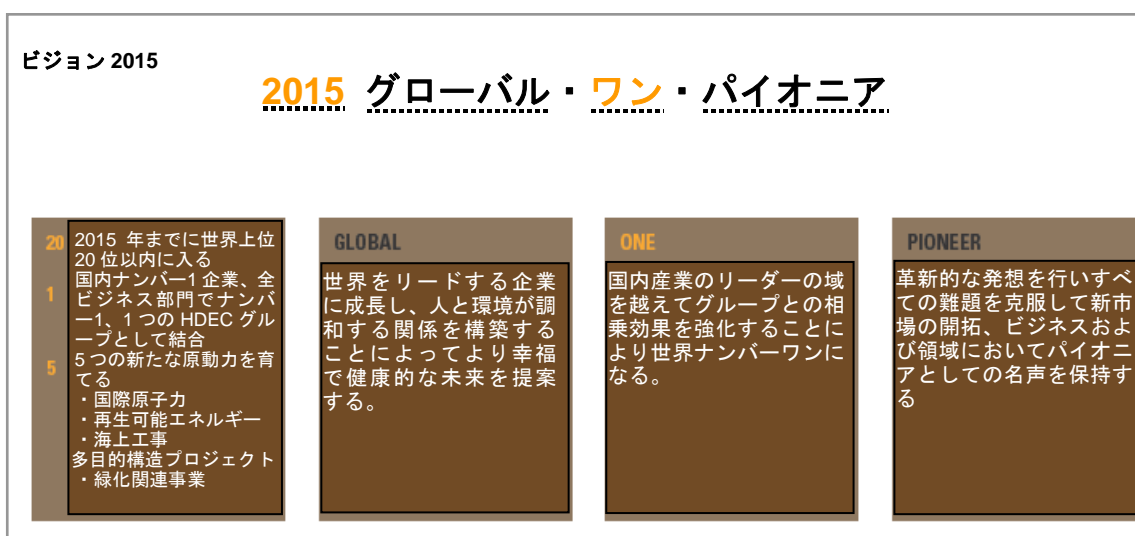 ビジョン 2015
2015 グローバル・ワン・パイオニア
20
2015 年までに世界上位
20 位以内に入る
1
国内ナンバー1 企業、全
ビジネス部門でナンバ
ー1、1 つの HDEC グル
ープとして結合
5
5 つの新たな原動力を育
てる
・国際原子力
・再生可能エネルギー
・海上工事
多目的構造プロジェクト
・緑化関連事業
GLOBAL
世界をリードする企業
に成長し、人と環境が調
和する関係を構築する
ことによってより幸福
で健康的な未来を提案
する。
ONE
国内産業のリーダーの域
を越えてグループとの相
乗効果を強化することに
より世界ナンバーワンに
なる。
PIONEER
革新的な発想を行いすべ
ての難題を克服して新市
場の開拓、ビジネスおよ
び領域においてパイオニ
アとしての名声を保持す
る